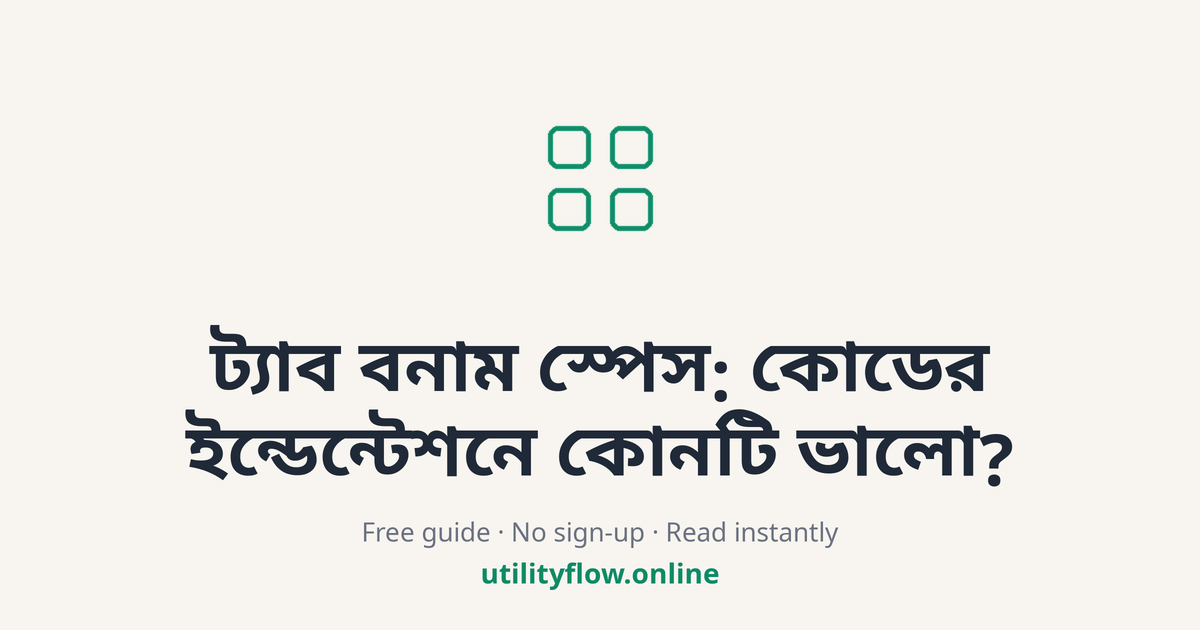 ট্যাব বনাম স্পেস: কোডের
ইন্ডেন্টেশনে কোনটি ভালো?
Free guide · No sign-up · Read instantly
utilityflow.online